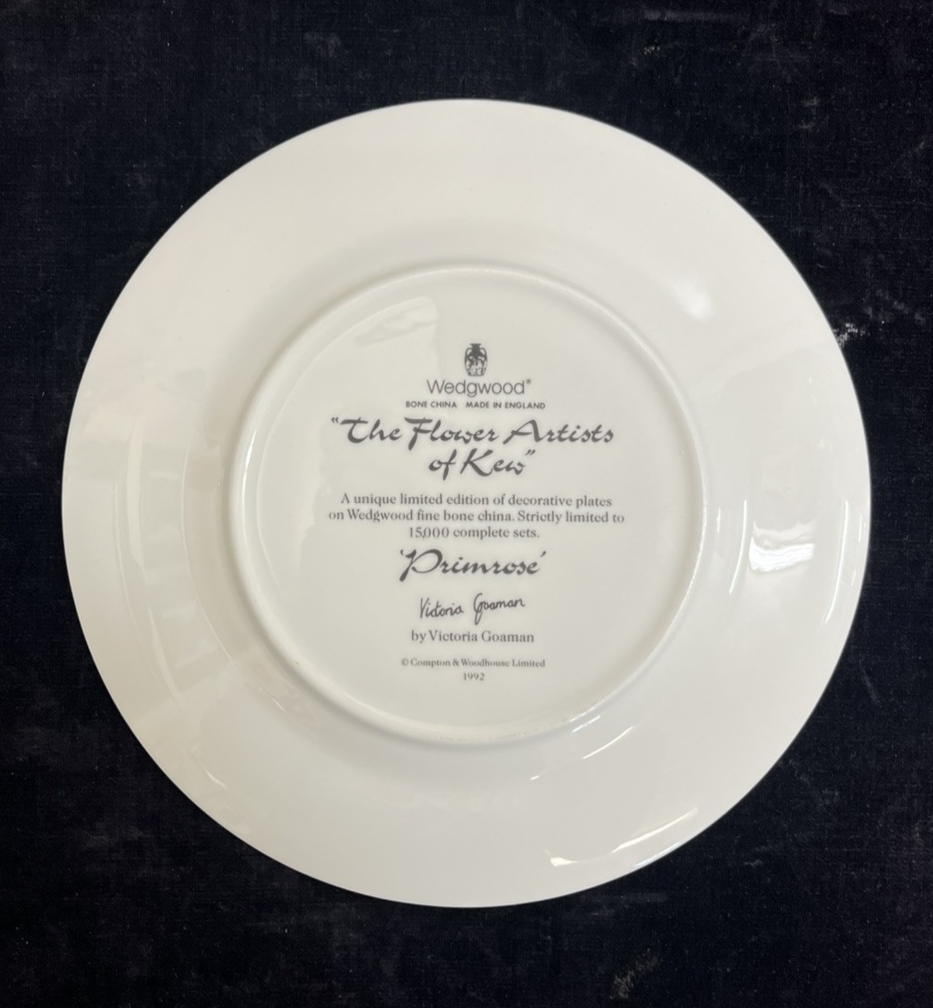 Wedgwood®
BONE CHINA MADE IN ENGLAND
"The Flower Artists
of Kew"
A unique limited edition of decorative plates
on Wedgwood fine bone china. Strictly limited to
15,000 complete sets.
'Primrose'
Victoria Goaman
by Victoria Goaman
© Compton & Woodhouse Limited
1992